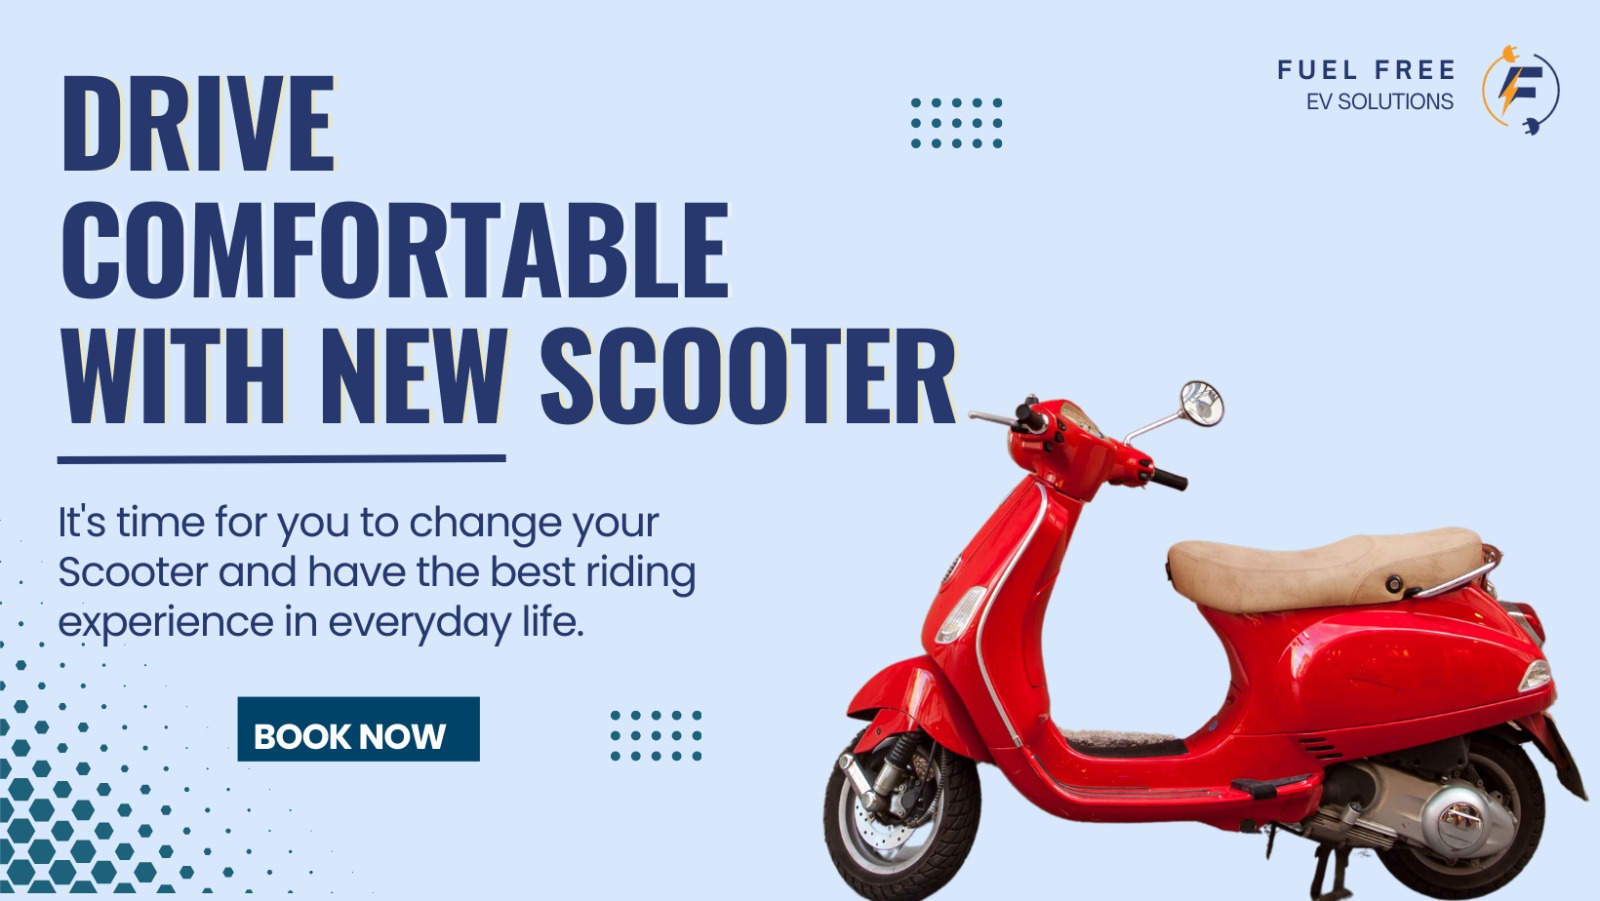 DRIVE
COMFORTABLE
WITH NEW SCOOTER
FUEL FREE
EV SOLUTIONS
F
It's time for you to change your
Scooter and have the best riding
experience in everyday life.
BOOK NOW